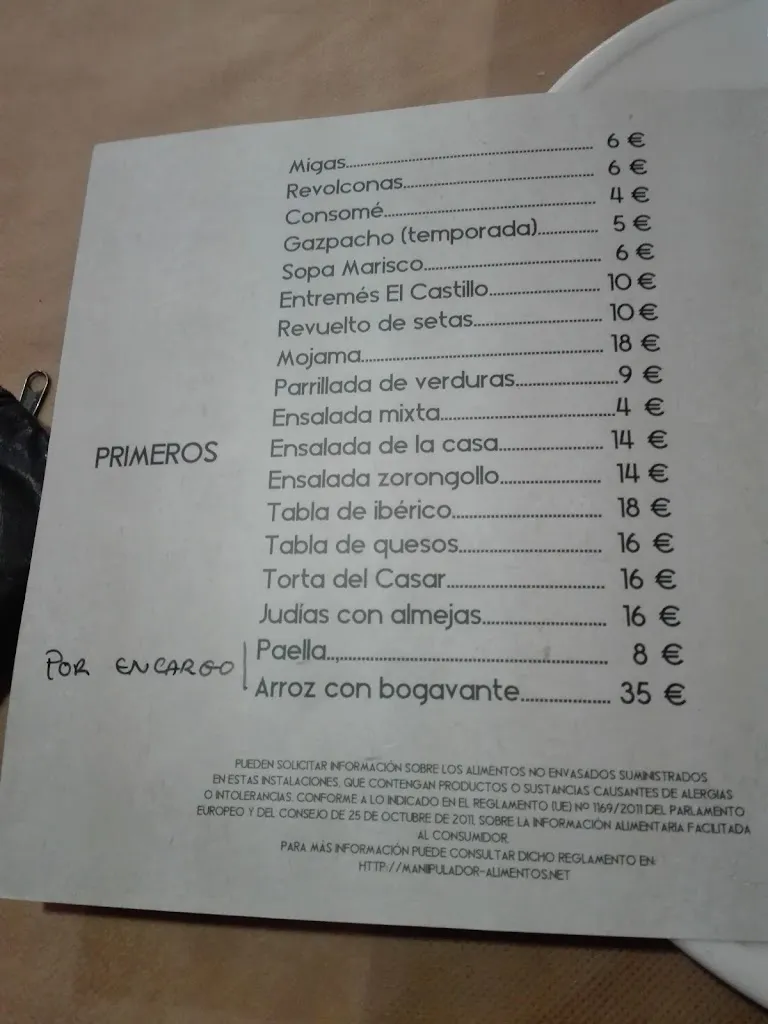 Migas 6 €
Revolconas 6 €
Consomé 4 €
Gazpacho (temporada) 5 €
Sopa Marisco 6 €
Entremés El Castillo 10 €
Revuelto de setas 10 €
Mojama 18 €
Parrillada de verduras 9 €
Ensalada mixta 4 €
PRIMEROS
Ensalada de la casa 14 €
Ensalada zorongollo 14 €
Tabla de ibérico 18 €
Tabla de quesos 16 €
Torta del Casar 16 €
Judías con almejas 16 €
POR ENCARGO
Paella 8 €
Arroz con bogavante 35 €
PUEDEN SOLICITAR INFORMACIÓN SOBRE LOS ALIMENTOS NO ENVASADOS SUMINISTRADOS
EN ESTAS INSTALACIONES, QUE CONTENGAN PRODUCTOS O SUSTANCIAS CAUSANTES DE ALERGIAS
O INTOLERANCIAS. CONFORME A LO INDICADO EN EL REGLAMENTO (UE) Nº 1169/2011 DEL PARLAMENTO
EUROPEO Y DEL CONSEJO DE 25 DE OCTUBRE DE 2011, SOBRE LA INFORMACIÓN ALIMENTARIA FACILITADA
AL CONSUMIDOR.
PARA MÁS INFORMACIÓN PUEDE CONSULTAR DICHO REGLAMENTO EN:
HTTP://MANIPULADOR-ALIMENTOS.NET